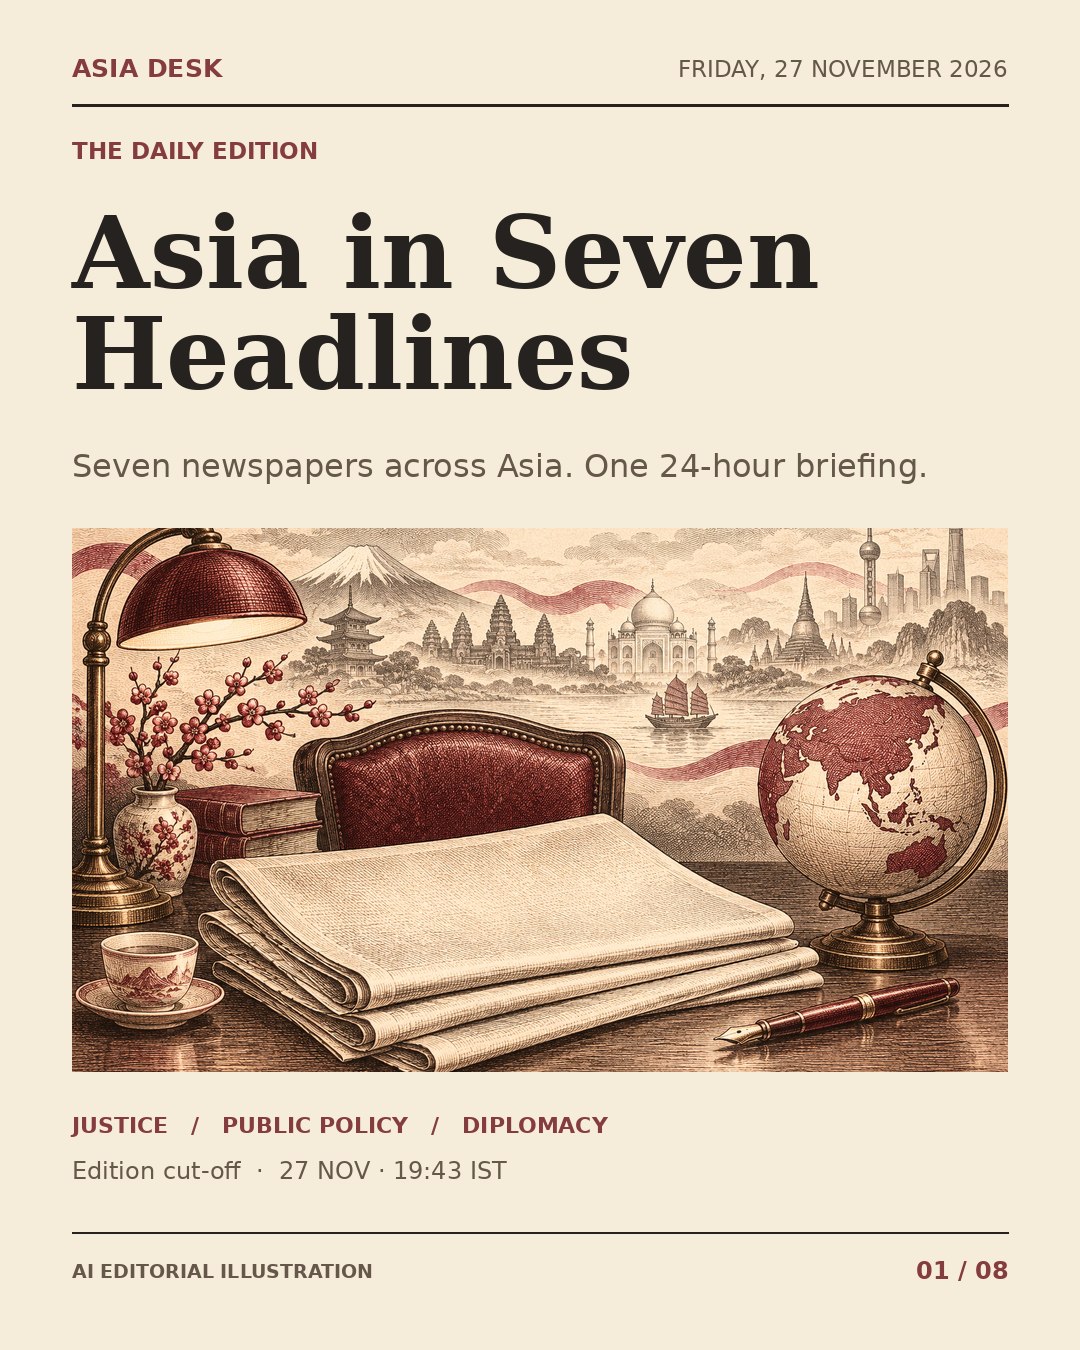 ASIA DESK
FRIDAY, 27 NOVEMBER 2026
THE DAILY EDITION
Asia in Seven
Headlines
Seven newspapers across Asia. One 24-hour briefing.
JUSTICE / PUBLIC POLICY / DIPLOMACY
Edition cut-off · 27 NOV · 19:43 IST
AI EDITORIAL ILLUSTRATION
01 / 08